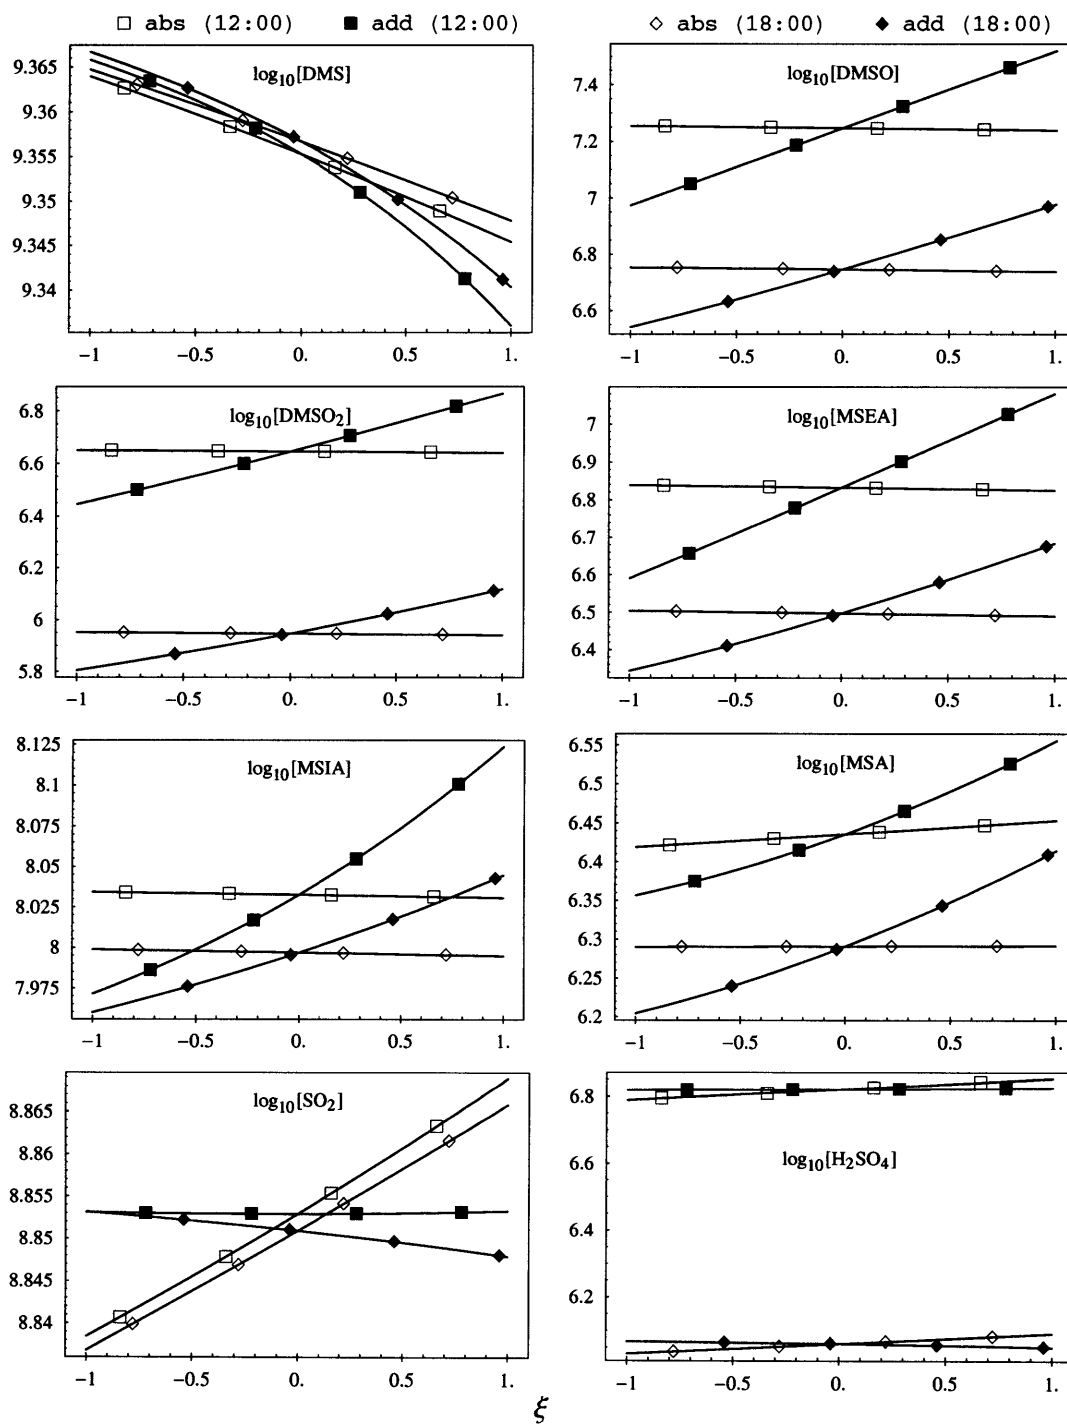 □ abs (12:00) ■ add (12:00) ◇ abs (18:00) ◆ add (18:00)
log10[DMS]
9.365
9.36
9.355
9.35
9.345
9.34
−1 −0.5 0. 0.5 1.
log10[DMSO]
7.4
7.2
7
6.8
6.6
−1 −0.5 0. 0.5 1.
log10[DMSO2]
6.8
6.6
6.4
6.2
6
5.8
−1 −0.5 0. 0.5 1.
log10[MSEA]
7
6.9
6.8
6.7
6.6
6.5
6.4
−1 −0.5 0. 0.5 1.
log10[MSIA]
8.125
8.1
8.075
8.05
8.025
8
7.975
−1 −0.5 0. 0.5 1.
log10[MSA]
6.55
6.5
6.45
6.4
6.35
6.3
6.25
6.2
−1 −0.5 0. 0.5 1.
log10[SO2]
8.865
8.86
8.855
8.85
8.845
8.84
−1 −0.5 0. 0.5 1.
log10[H2SO4]
6.8
6.6
6.4
6.2
−1 −0.5 0. 0.5 1.
ξ